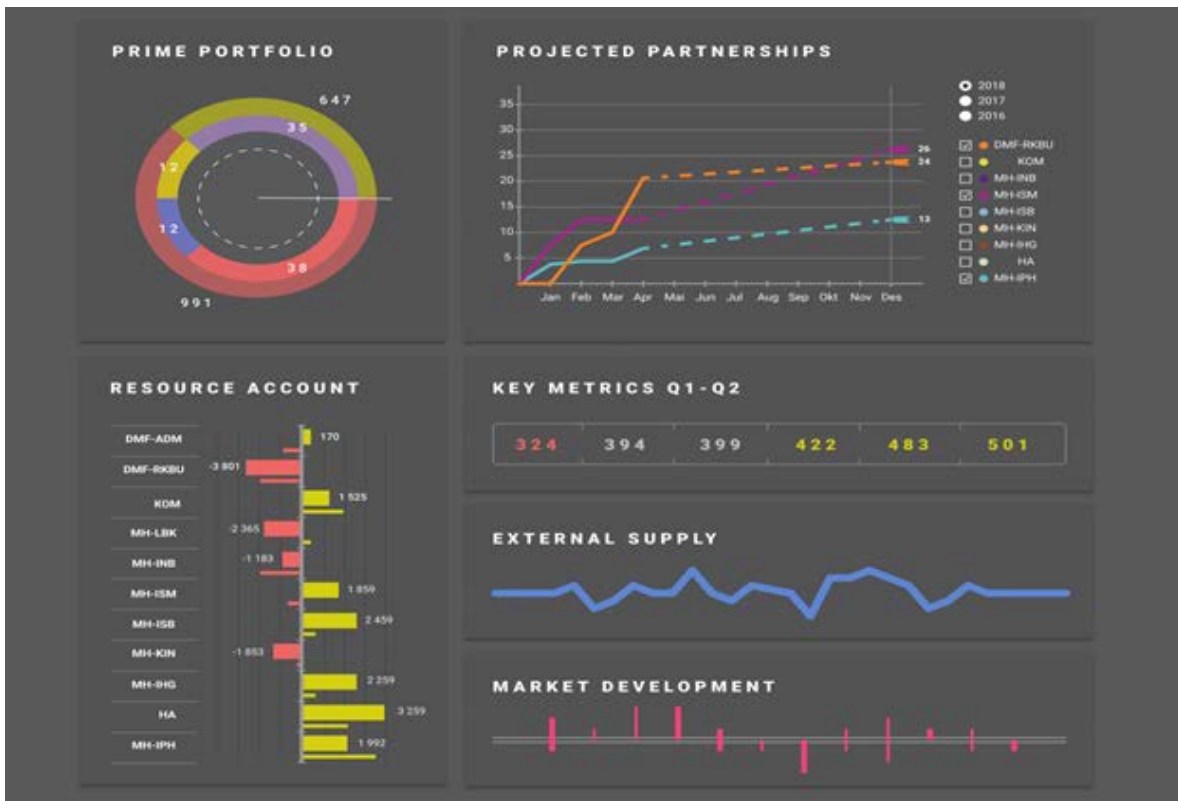 PRIME PORTFOLIO
647
35
12
12
38
991
PROJECTED PARTNERSHIPS
35
30
25
20
15
10
5
26
24
13
Jan Feb Mar Apr Mai Jun Jul Aug Sep Okt Nov Des
2018
2017
2016
DMF-RKBU
KOM
MH-INB
MH-ISM
MH-ISB
MH-KIN
MH-IHG
HA
MH-IPH
RESOURCE ACCOUNT
DMF-ADM 170
DMF-RKBU -3 801
KOM 1 525
MH-LBK -2 365
MH-INB -1 183
MH-ISM 1 859
MH-ISB 2 459
MH-KIN -1 853
MH-IHG 2 259
HA 3 259
MH-IPH 1 992
KEY METRICS Q1-Q2
324 394 399 422 483 501
EXTERNAL SUPPLY
MARKET DEVELOPMENT